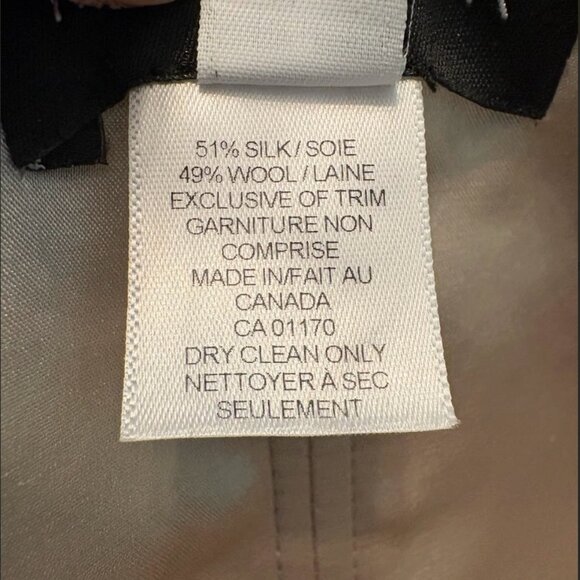 51% SILK / SOIE
49% WOOL / LAINE
EXCLUSIVE OF TRIM
GARNITURE NON
COMPRISE
MADE IN/FAIT AU
CANADA
CA 01170
DRY CLEAN ONLY
NETTOYER À SEC
SEULEMENT